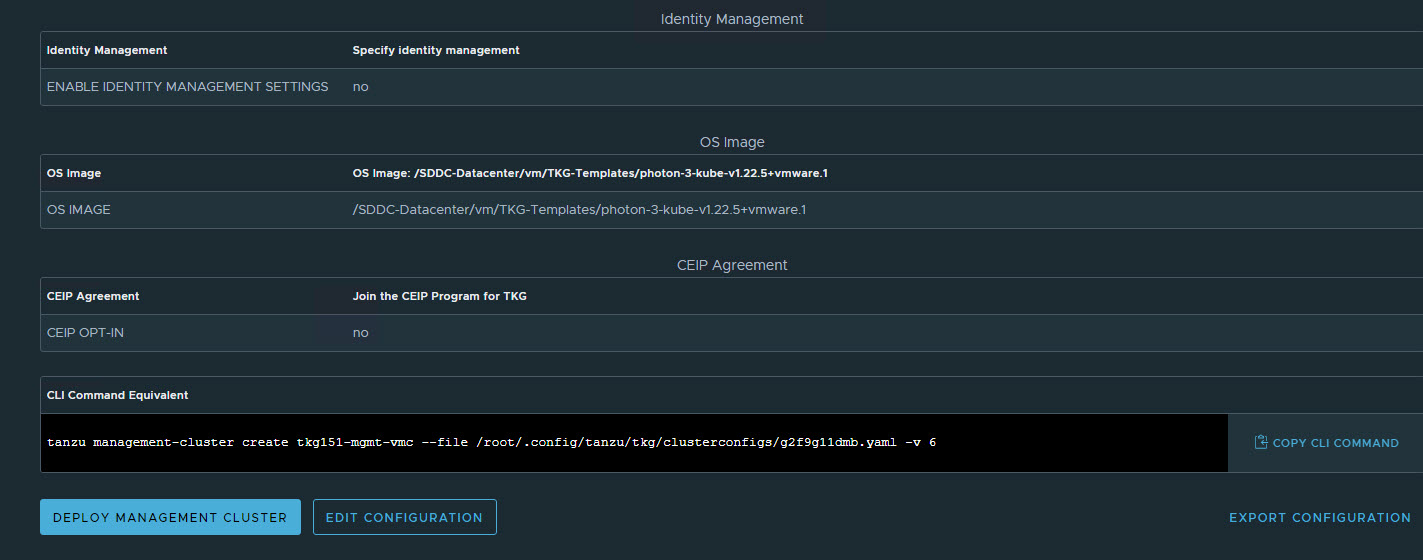 Identity Management
Identity Management Specify identity management
ENABLE IDENTITY MANAGEMENT SETTINGS no
OS Image
OS Image OS Image: /SDDC-Datacenter/vm/TKG-Templates/photon-3-kube-v1.22.5+vmware.1
OS IMAGE /SDDC-Datacenter/vm/TKG-Templates/photon-3-kube-v1.22.5+vmware.1
CEIP Agreement
CEIP Agreement Join the CEIP Program for TKG
CEIP OPT-IN no
CLI Command Equivalent
tanzu management-cluster create tkg151-mgmt-vmc --file /root/.config/tanzu/tkg/clusterconfigs/g2f9g11dmb.yaml -v 6
COPY CLI COMMAND
DEPLOY MANAGEMENT CLUSTER EDIT CONFIGURATION EXPORT CONFIGURATION